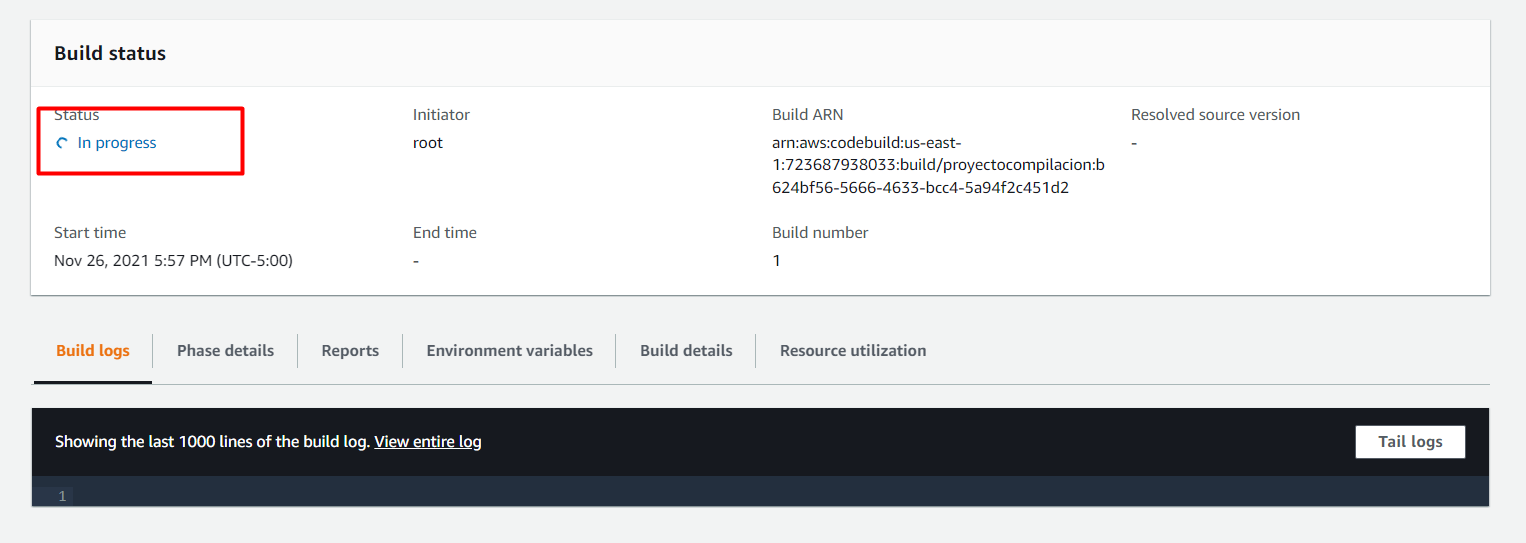 Build status
Status
Initiator
Build ARN
Resolved source version
In progress
root
arn:aws:codebuild:us-east-
1:723687938033:build/proyectocompilacion:b
624bf56-5666-4633-bcc4-5a94f2c451d2
-
Start time
End time
Build number
Nov 26, 2021 5:57 PM (UTC-5:00)
-
1
Build logs
Phase details
Reports
Environment variables
Build details
Resource utilization
Showing the last 1000 lines of the build log. View entire log
Tail logs
1